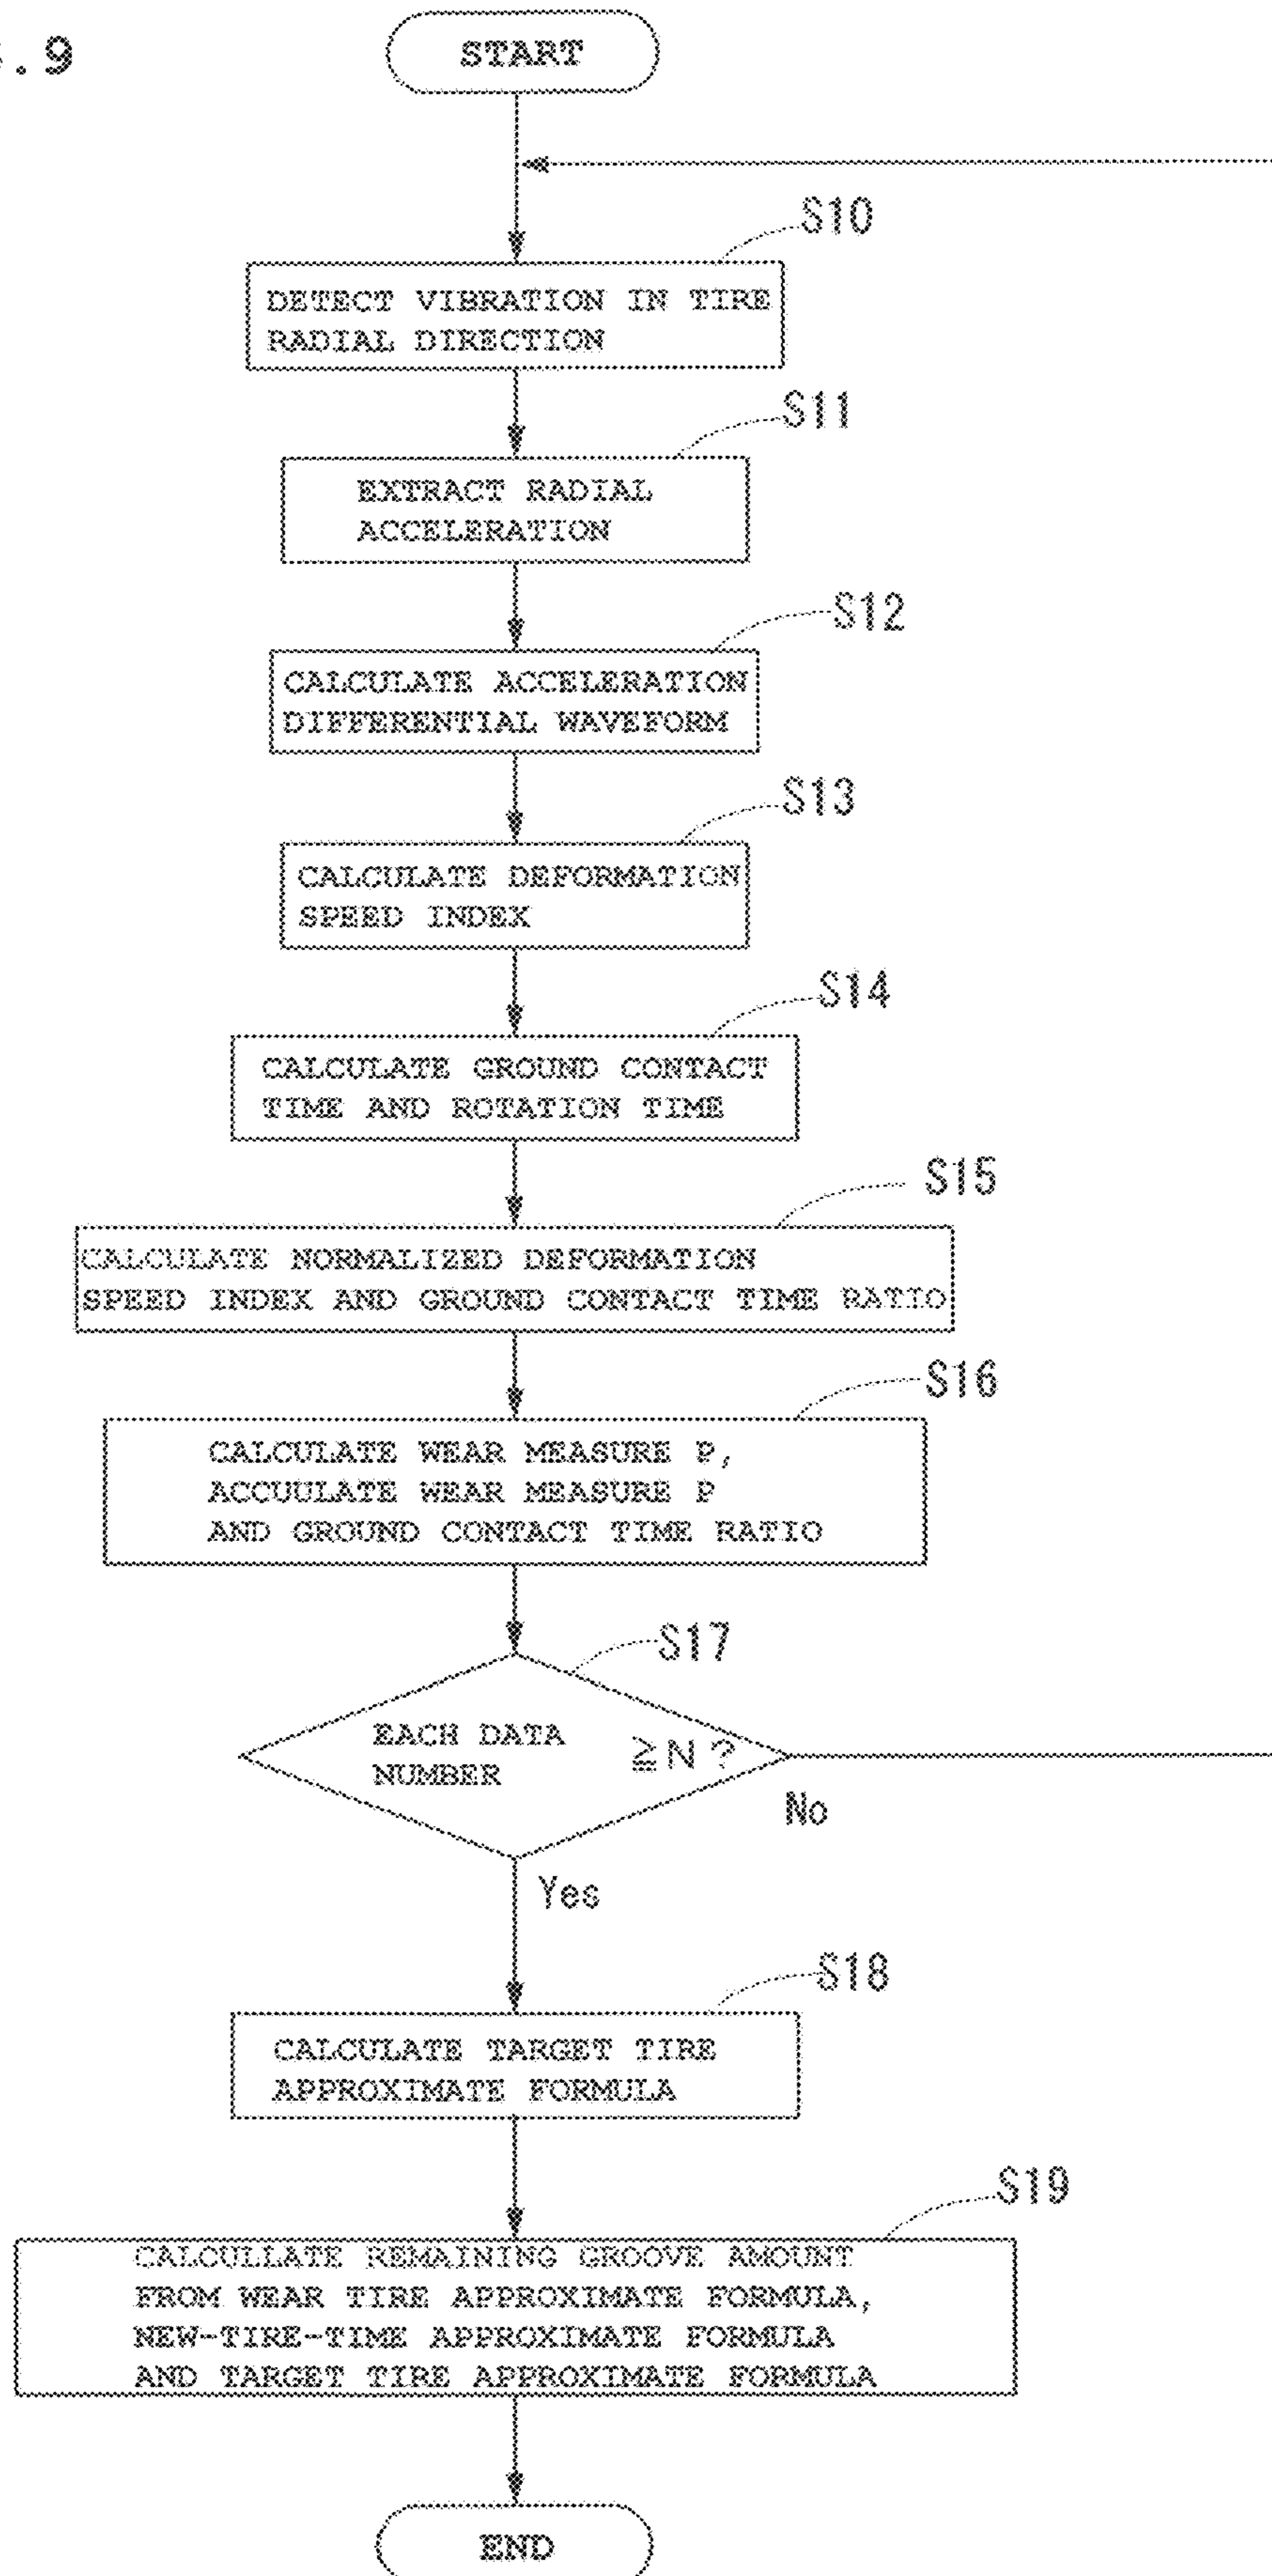 .9
START
S10
DETECT VIBRATION IN TIRE
RADIAL DIRECTION
S11
EXTRACT RADIAL
ACCELERATION
S12
CALCULATE ACCELERATION
DIFFERENTIAL WAVEFORM
S13
CALCULATE DEFORMATION
SPEED INDEX
S14
CALCULATE GROUND CONTACT
TIME AND ROTATION TIME
S15
CALCULATE NORMALIZED DEFORMATION
SPEED INDEX AND GROUND CONTACT TIME RATIO
S16
CALCULATE WEAR MEASURE P,
ACCUULATE WEAR MEASURE P
AND GROUND CONTACT TIME RATIO
S17
EACH DATA
NUMBER ≧N?
No
Yes
S18
CALCULATE TARGET TIRE
APPROXIMATE FORMULA
S19
CALCULLATE REMAINING GROOVE AMOUNT
FROM WEAR TIRE APPROXIMATE FORMULA,
NEW-TIRE-TIME APPROXIMATE FORMULA
AND TARGET TIRE APPROXIMATE FORMULA
END